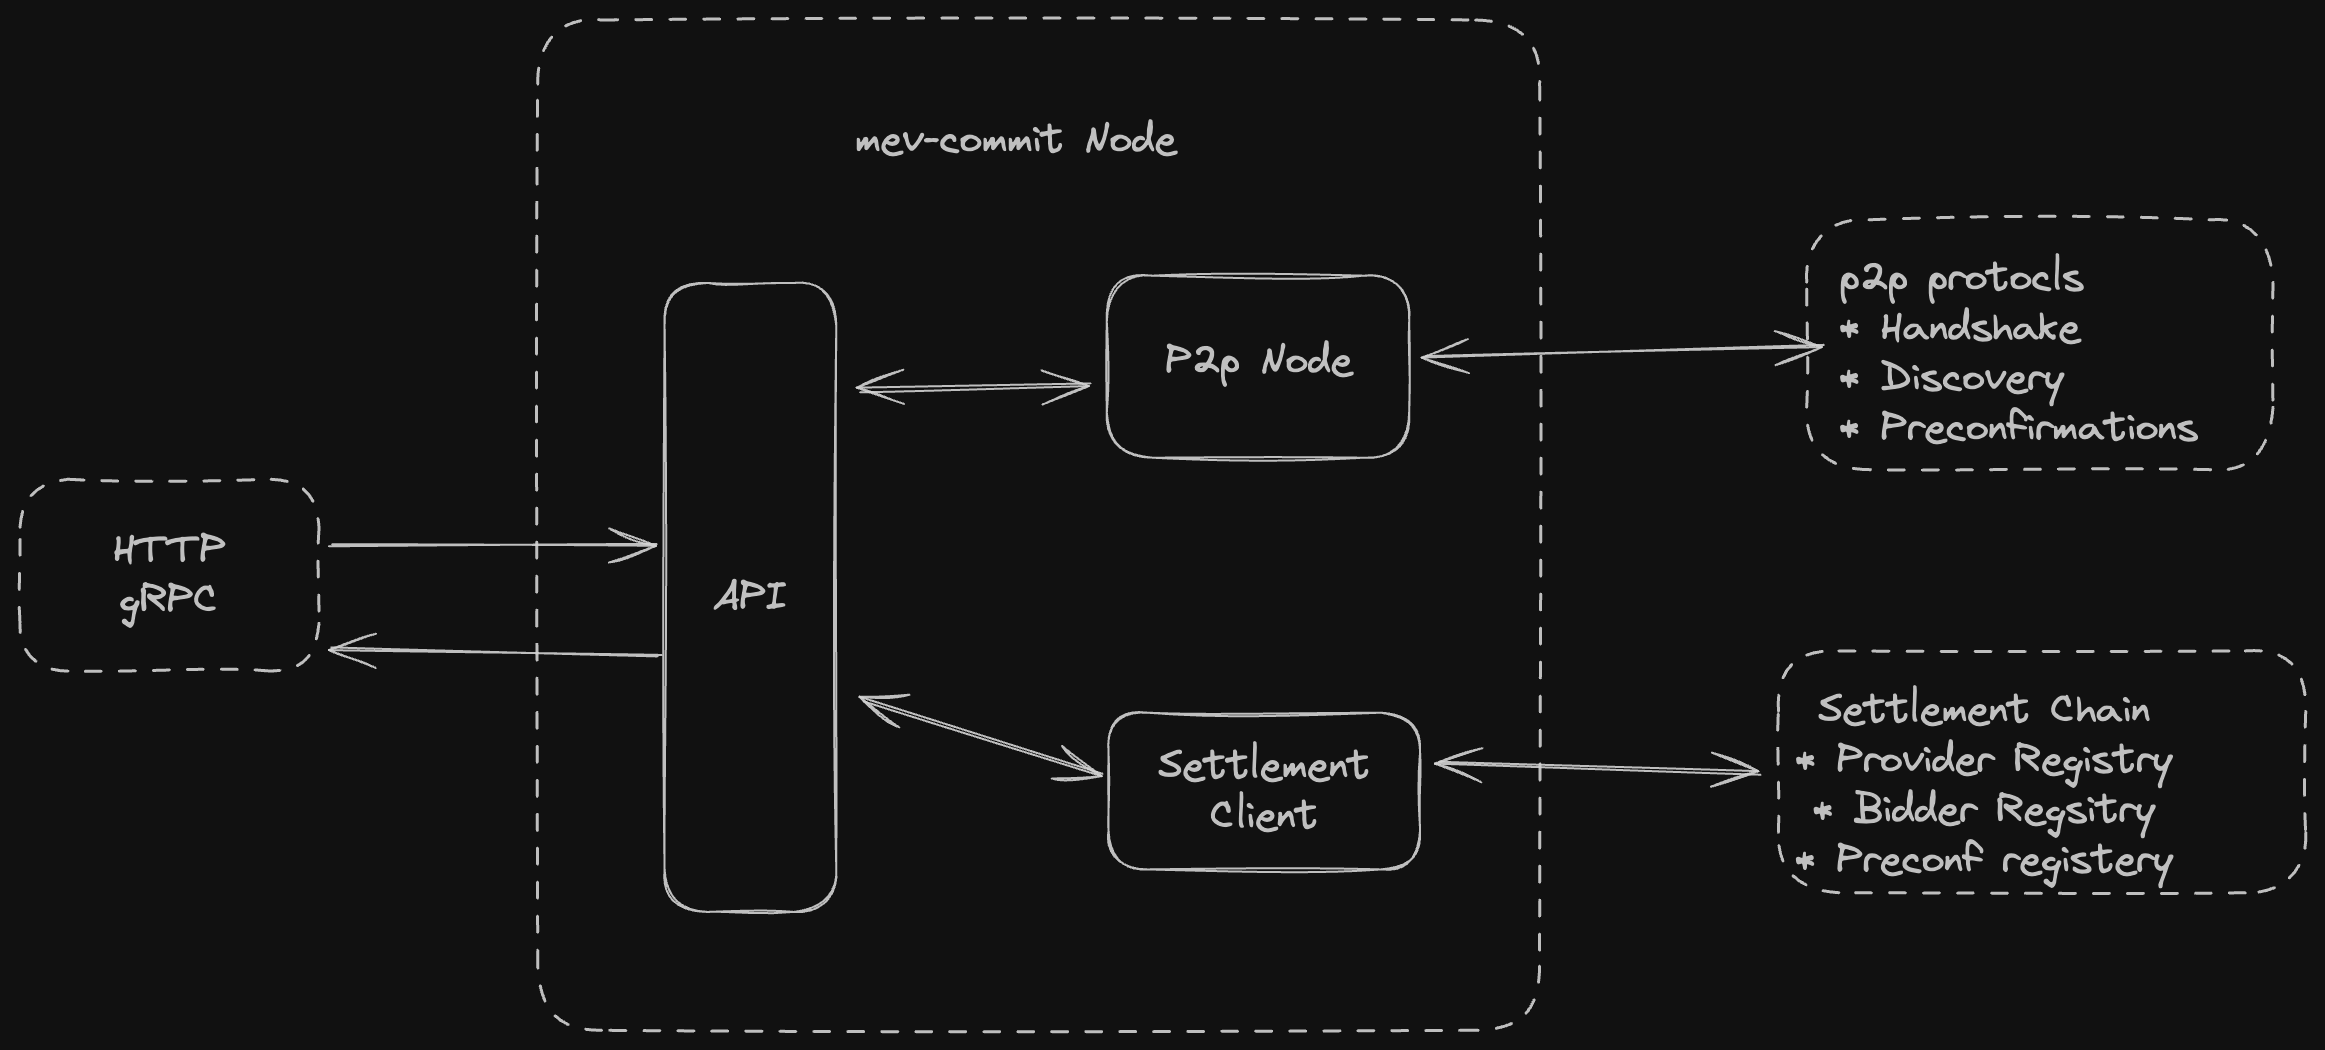 mev-commit Node
HTTP
gRPC
API
P2p Node
Settlement
Client
p2p protocls
* Handshake
* Discovery
* Preconfirmations
Settlement Chain
* Provider Registry
* Bidder Regsitry
* Preconf registery